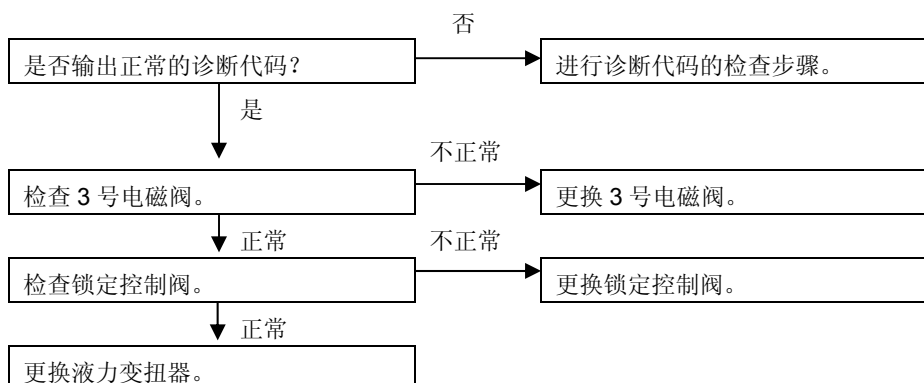 否
是否输出正常的诊断代码？
进行诊断代码的检查步骤。
是
不正常
检查 3 号电磁阀。
更换 3 号电磁阀。
正常
不正常
检查锁定控制阀。
更换锁定控制阀。
正常
更换液力变扭器。